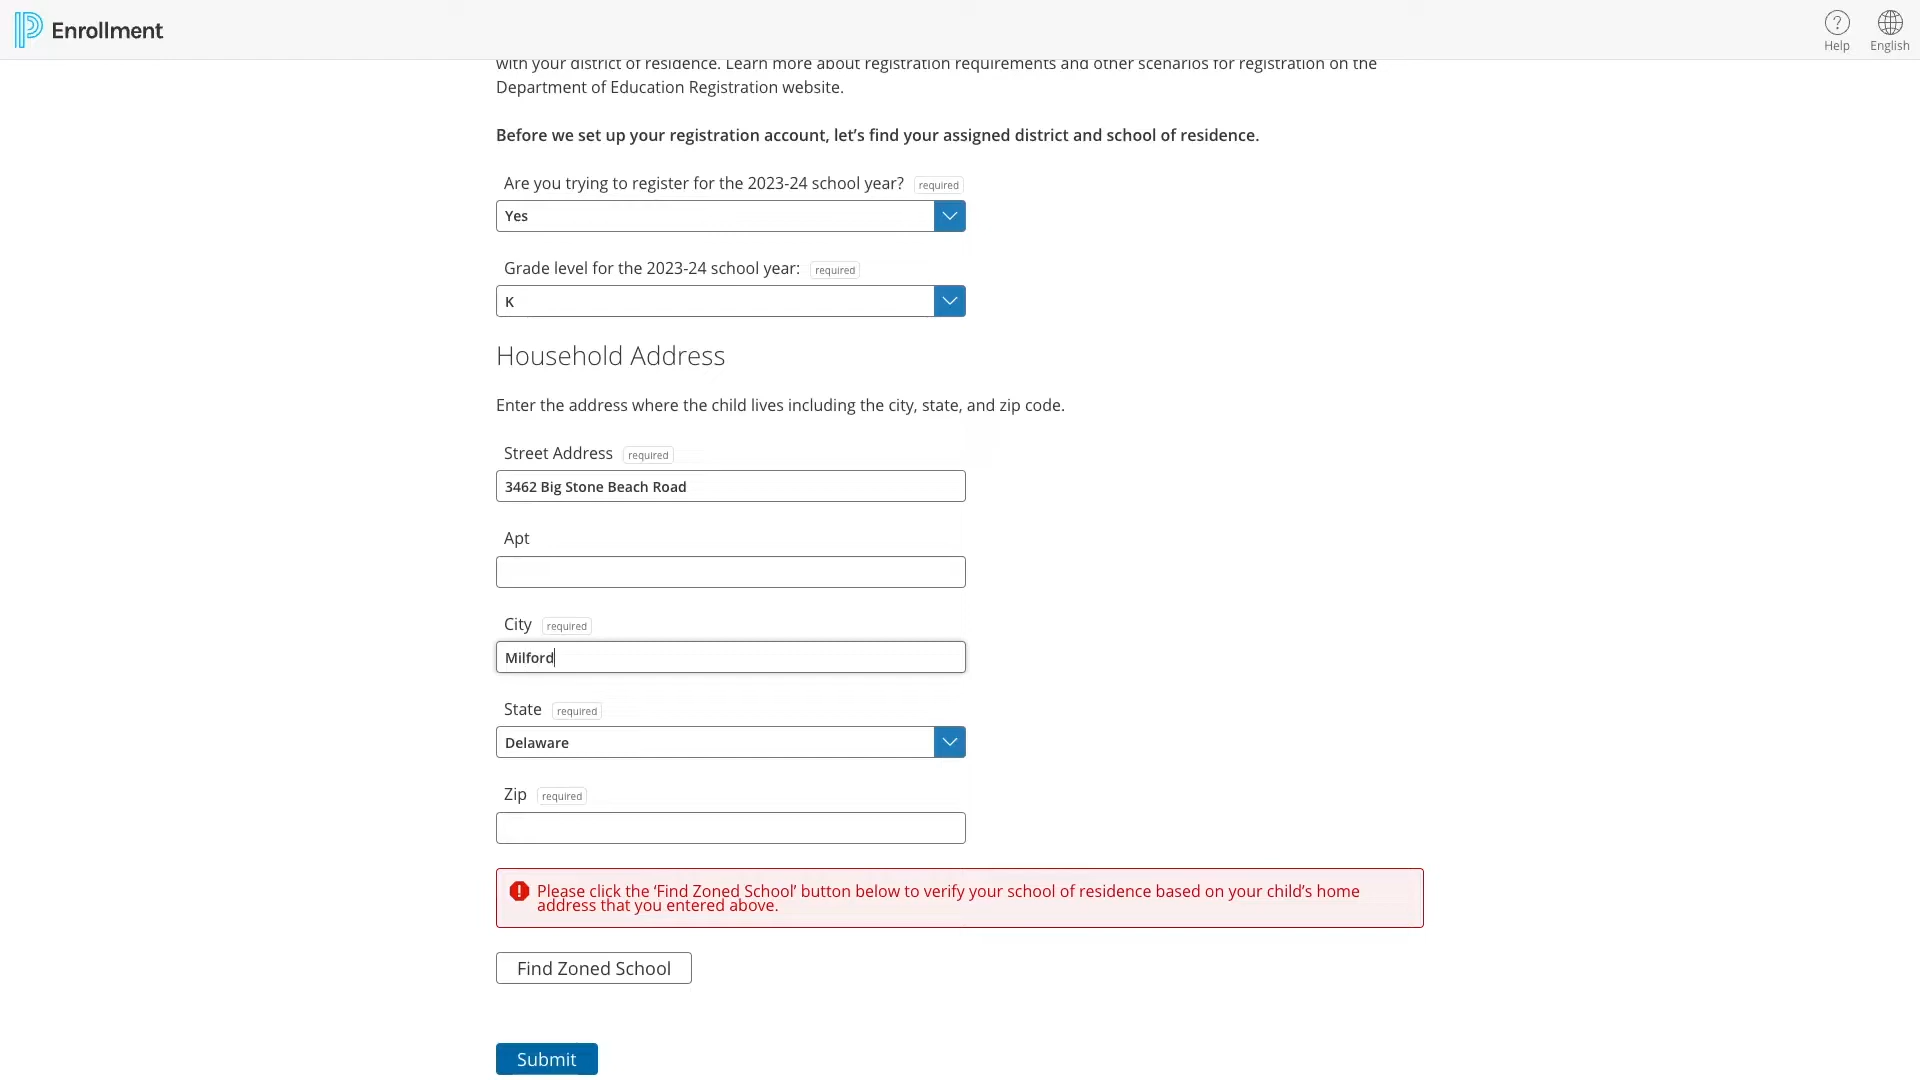 Enrollment
Help
English
with your district of residence. Learn more about registration requirements and other scenarios for registration on the
Department of Education Registration website.
Before we set up your registration account, let’s find your assigned district and school of residence.
Are you trying to register for the 2023-24 school year? required
Yes
Grade level for the 2023-24 school year: required
K
Household Address
Enter the address where the child lives including the city, state, and zip code.
Street Address required
3462 Big Stone Beach Road
Apt
City required
Milford
State required
Delaware
Zip required
Please click the ‘Find Zoned School’ button below to verify your school of residence based on your child’s home
address that you entered above.
Find Zoned School
Submit